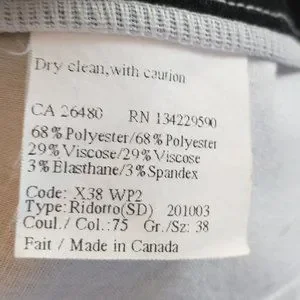 Dry clean,with caution
CA 26480 RN 134229590
68% Polyester/68% Polyester
29% Viscose/29% Viscose
3% Elasthane/3% Spandex
Code: X38 WP2
Type: Ridotto(SD) 201003
Coul./ Col.:75 Gr./Sz: 38
Fait / Made in Canada